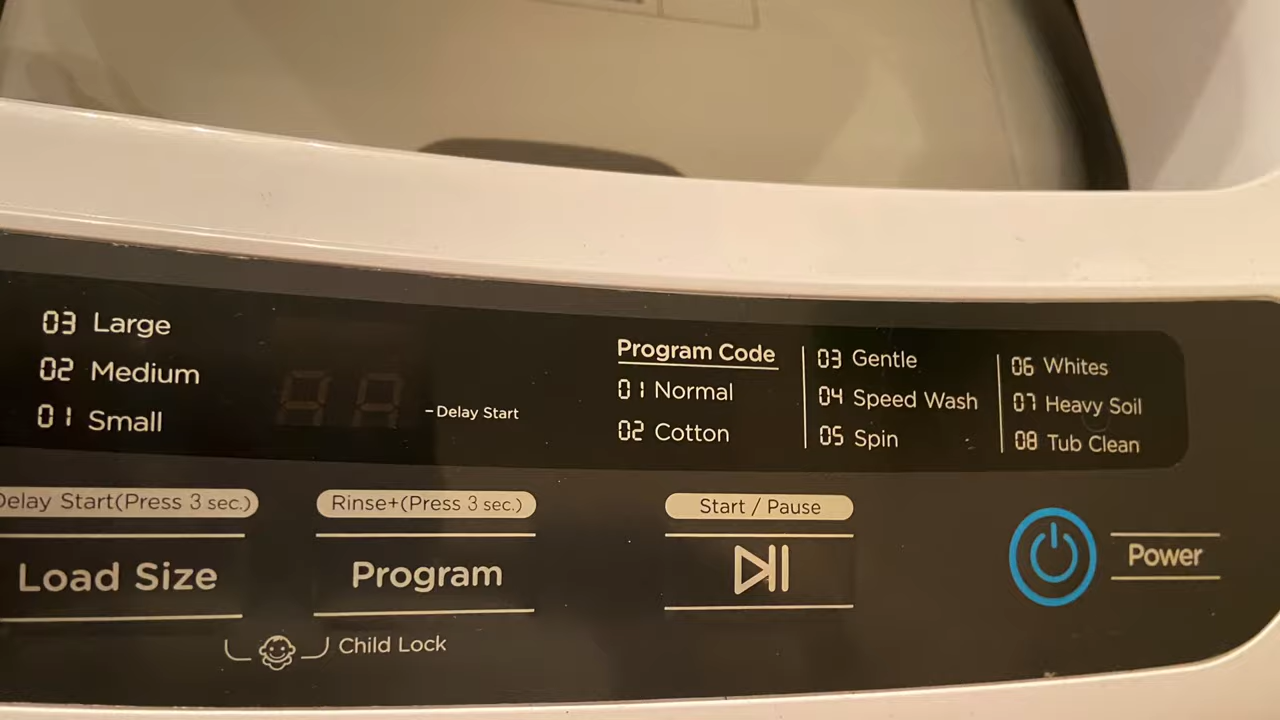 03 Large
02 Medium
01 Small
-Delay Start
Program Code
01 Normal
02 Cotton
03 Gentle
04 Speed Wash
05 Spin
06 Whites
07 Heavy Soil
08 Tub Clean
Delay Start(Press 3 sec.)
Load Size
Rinse+(Press 3 sec.)
Program
Child Lock
Start / Pause
Power